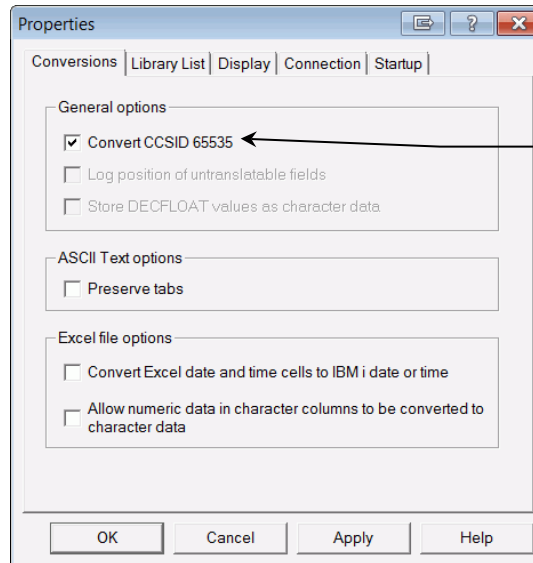 Properties
?
Conversions Library List Display Connection Startup
General options
Convert CCSID 65535
Log position of untranslatable fields
Store DECFLOAT values as character data
ASCII Text options
Preserve tabs
Excel file options
Convert Excel date and time cells to IBM i date or time
Allow numeric data in character columns to be converted to
character data
OK Cancel Apply Help